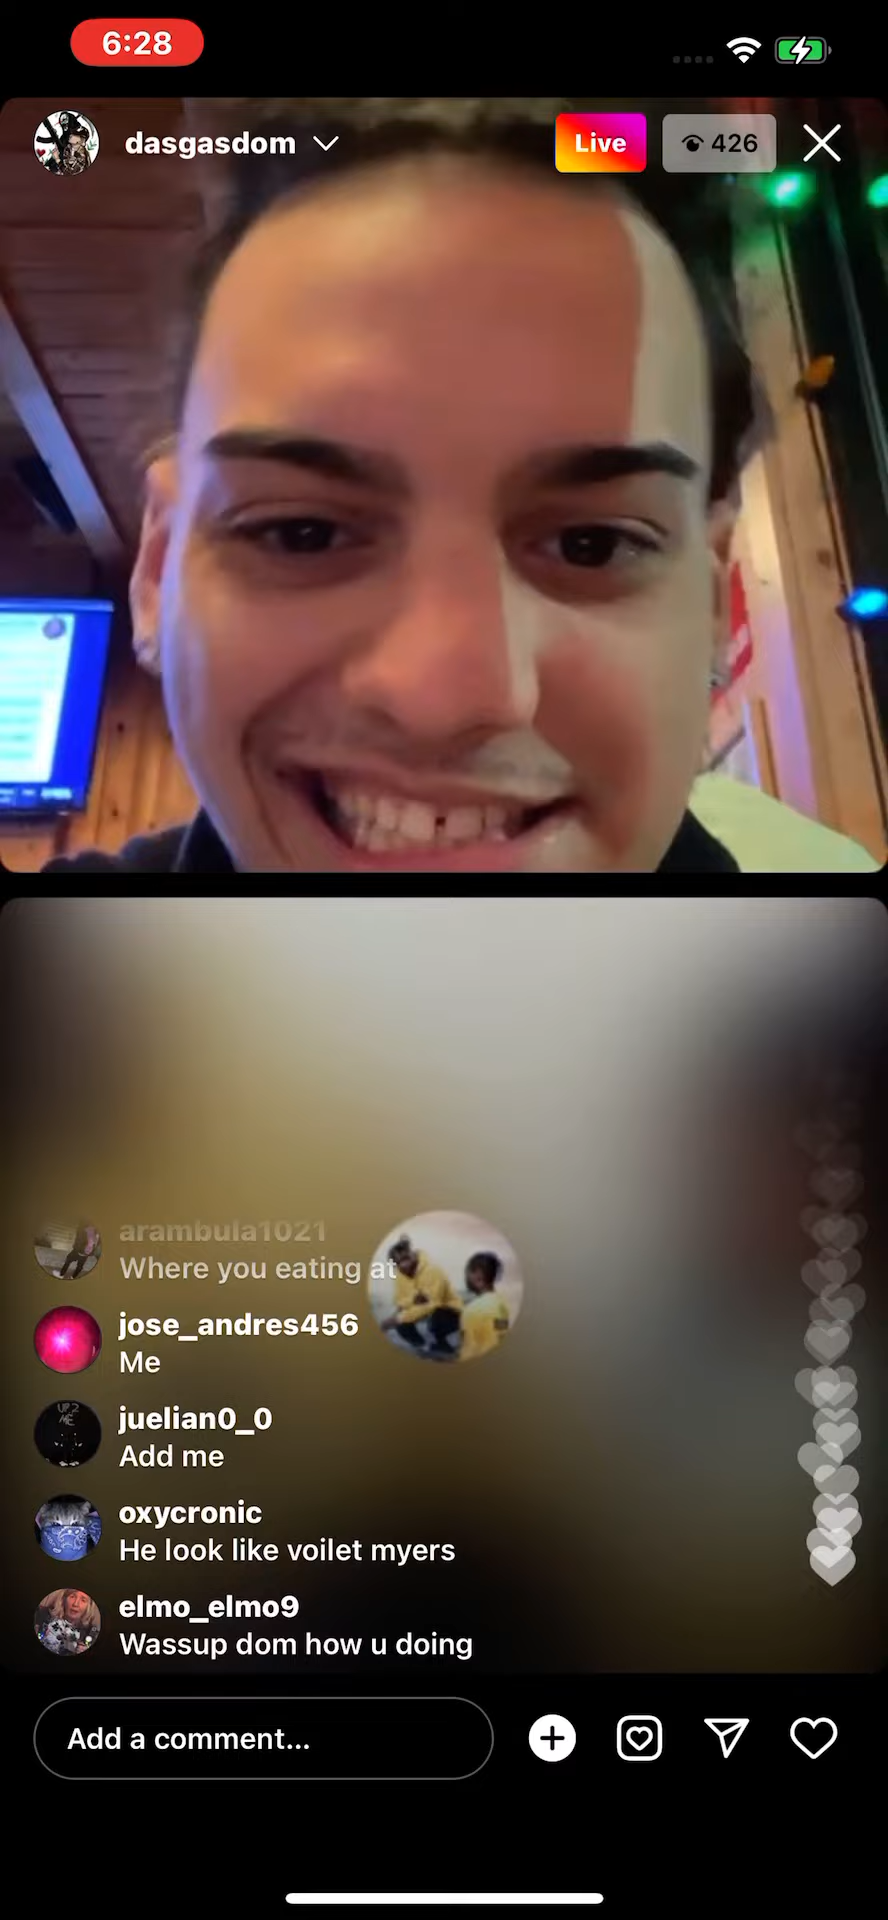 6:28
dasgasdom
Live
426
arambula1021
Where you eating at
jose_andres456
Me
juelian0_0
Add me
oxycronic
He look like voilet myers
elmo_elmo9
Wassup dom how u doing
Add a comment...